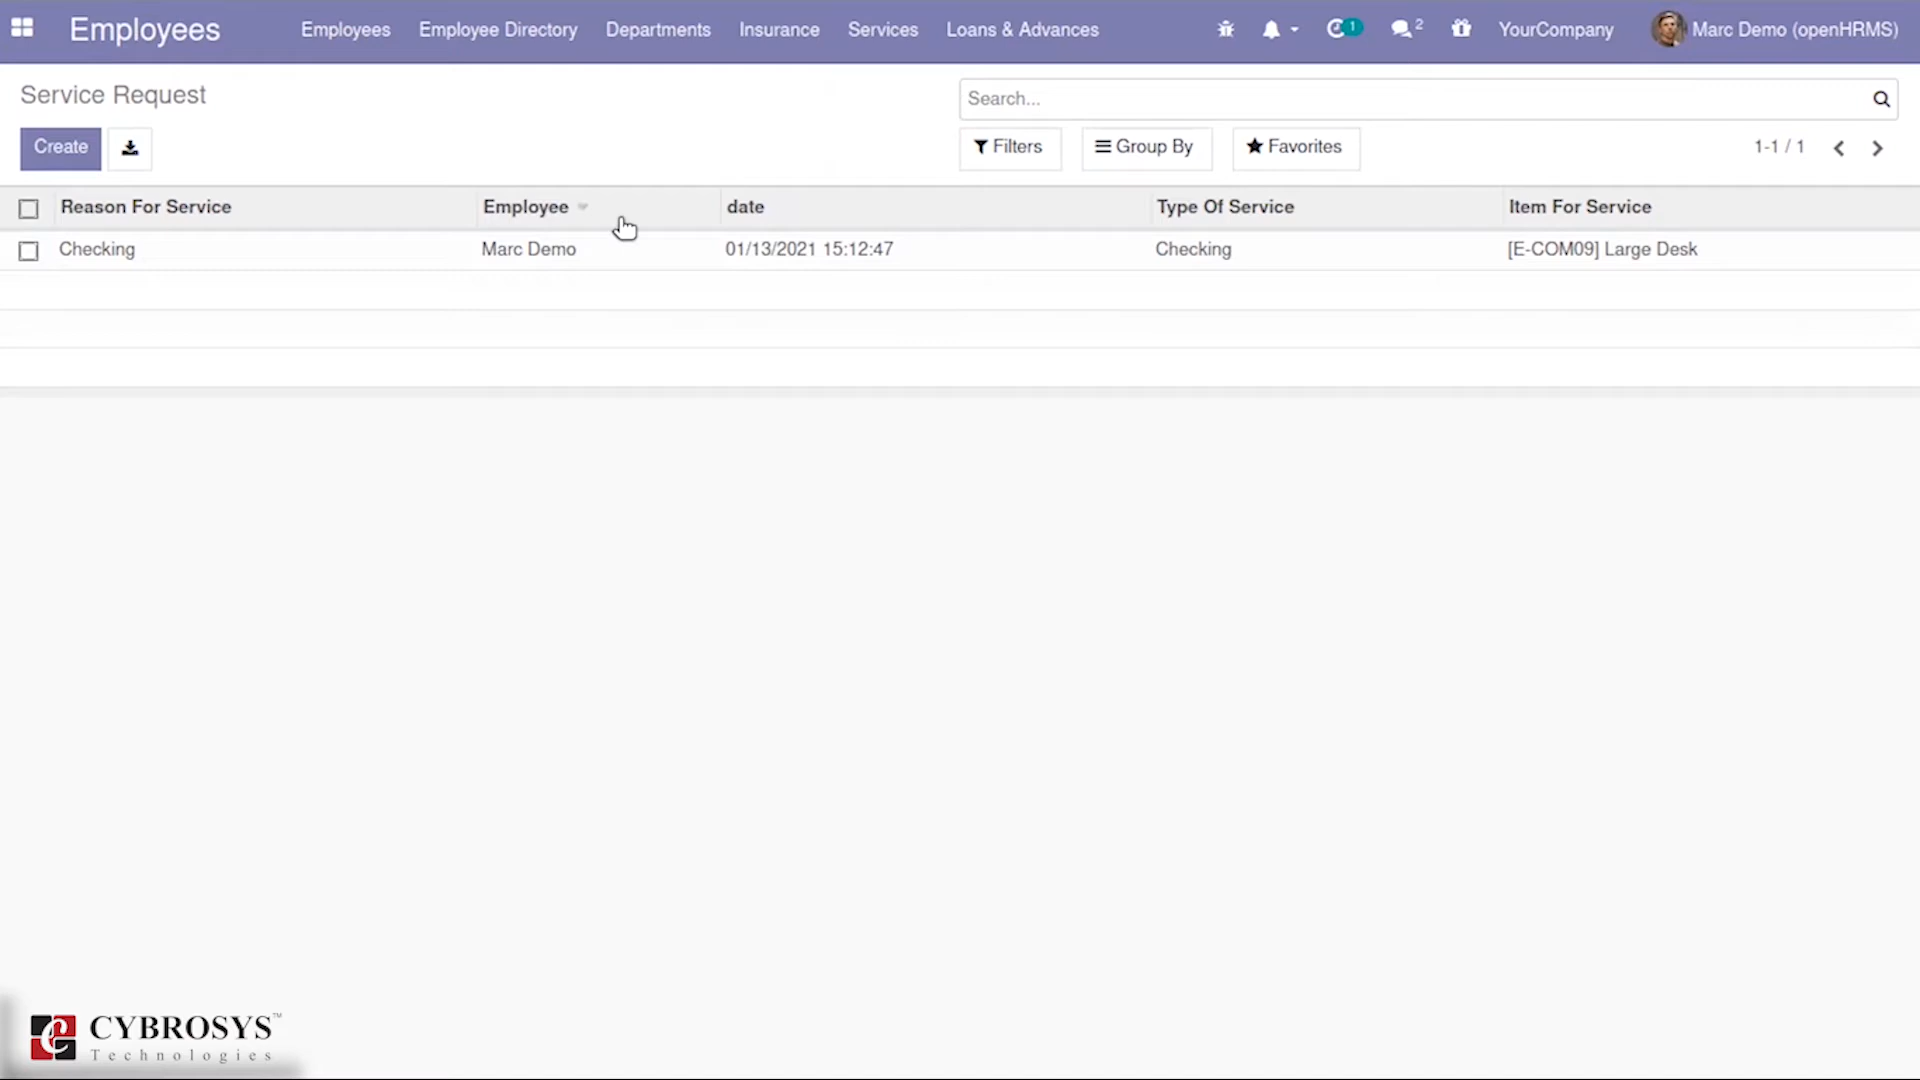 Employees Employees Employee Directory Departments Insurance Services Loans & Advances 1 2 YourCompany Marc Demo (openHRMS)
Service Request Search...
Create Filters Group By Favorites 1-1 / 1
Reason For Service Employee date Type Of Service Item For Service
Checking Marc Demo 01/13/2021 15:12:47 Checking [E-COM09] Large Desk
CYBROSYS™
Technologies